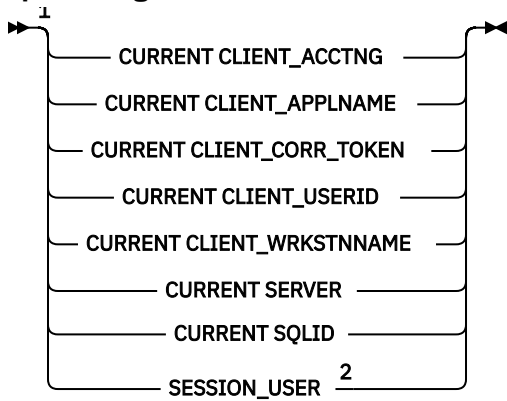 1
CURRENT CLIENT_ACCTNG
CURRENT CLIENT_APPLNAME
CURRENT CLIENT_CORR_TOKEN
CURRENT CLIENT_USERID
CURRENT CLIENT_WRKSTNNAME
CURRENT SERVER
CURRENT SQLID
SESSION_USER 2